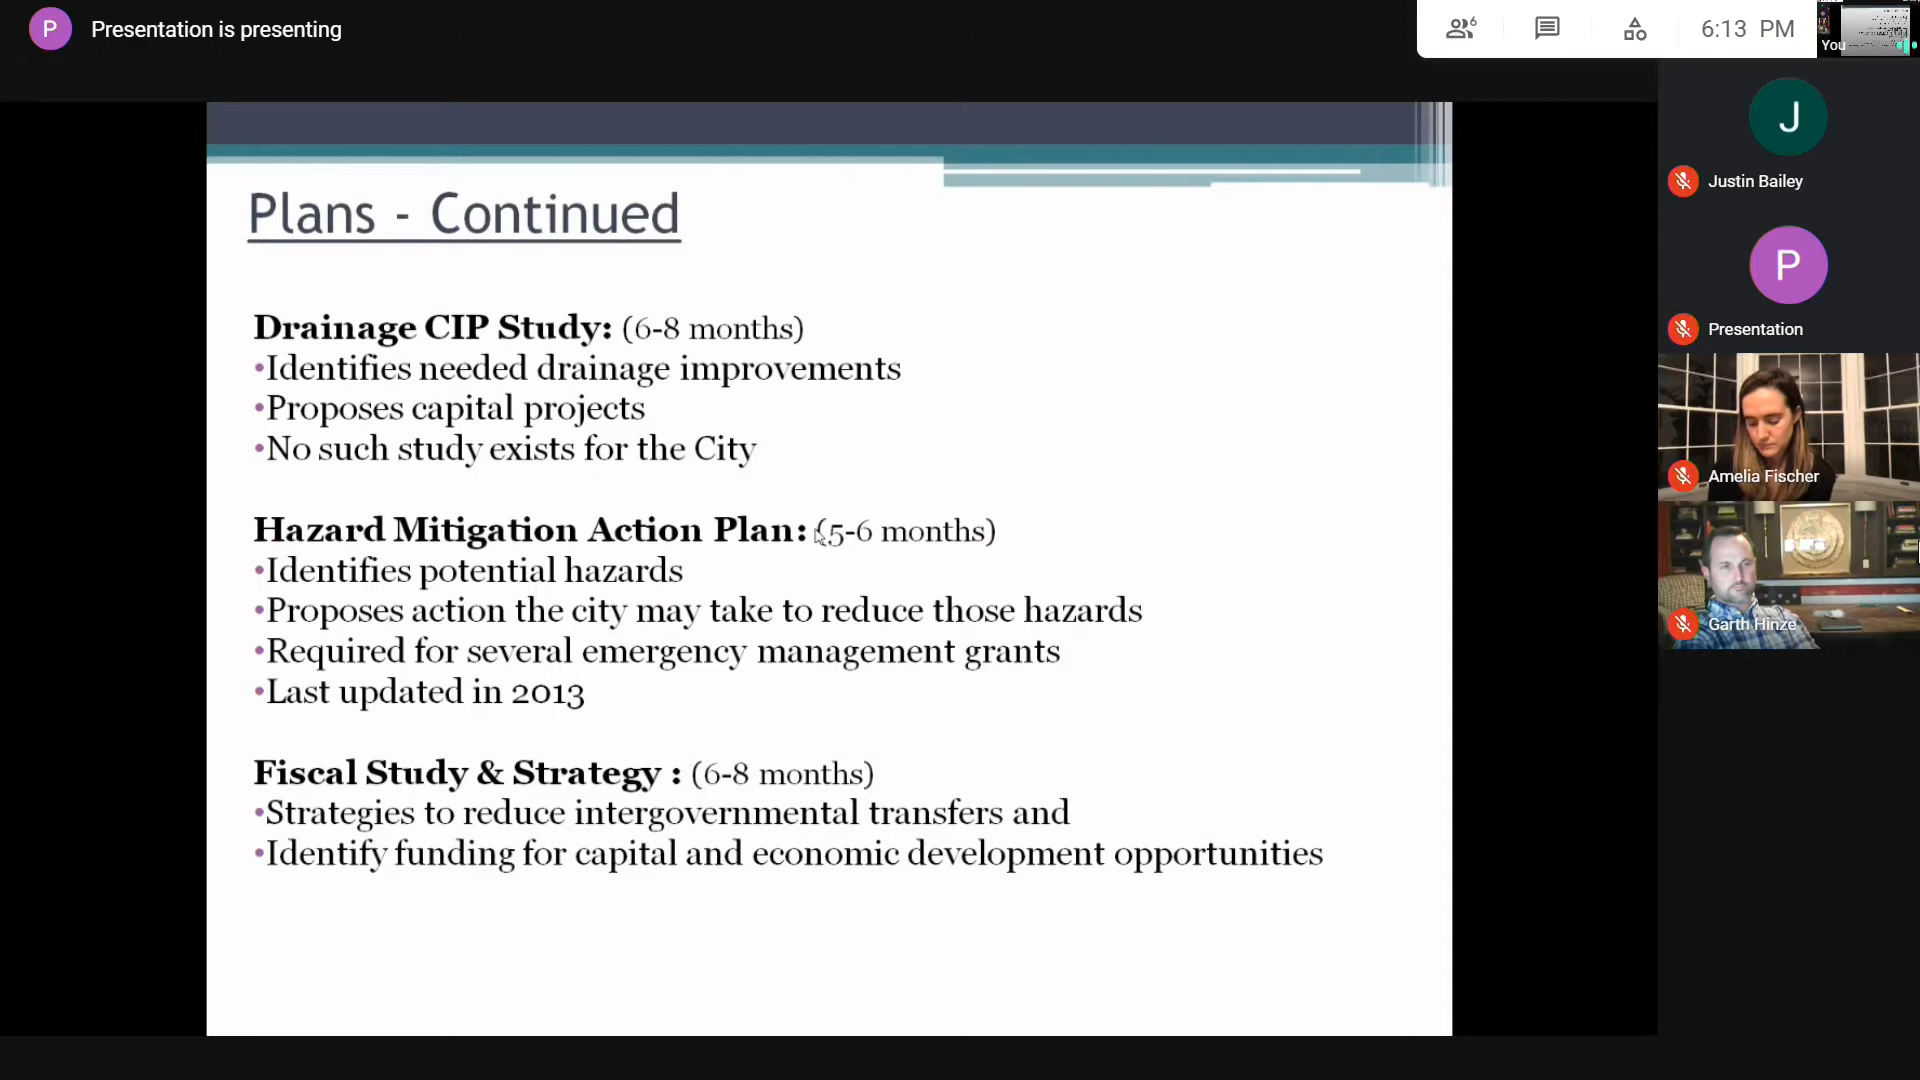 P Presentation is presenting
6
6:13 PM
You
Plans - Continued
Drainage CIP Study: (6-8 months)
•Identifies needed drainage improvements
•Proposes capital projects
•No such study exists for the City
Hazard Mitigation Action Plan: (5-6 months)
•Identifies potential hazards
•Proposes action the city may take to reduce those hazards
•Required for several emergency management grants
•Last updated in 2013
Fiscal Study & Strategy : (6-8 months)
•Strategies to reduce intergovernmental transfers and
•Identify funding for capital and economic development opportunities
J
Justin Bailey
P
Presentation
Amelia Fischer
Garth Hinze